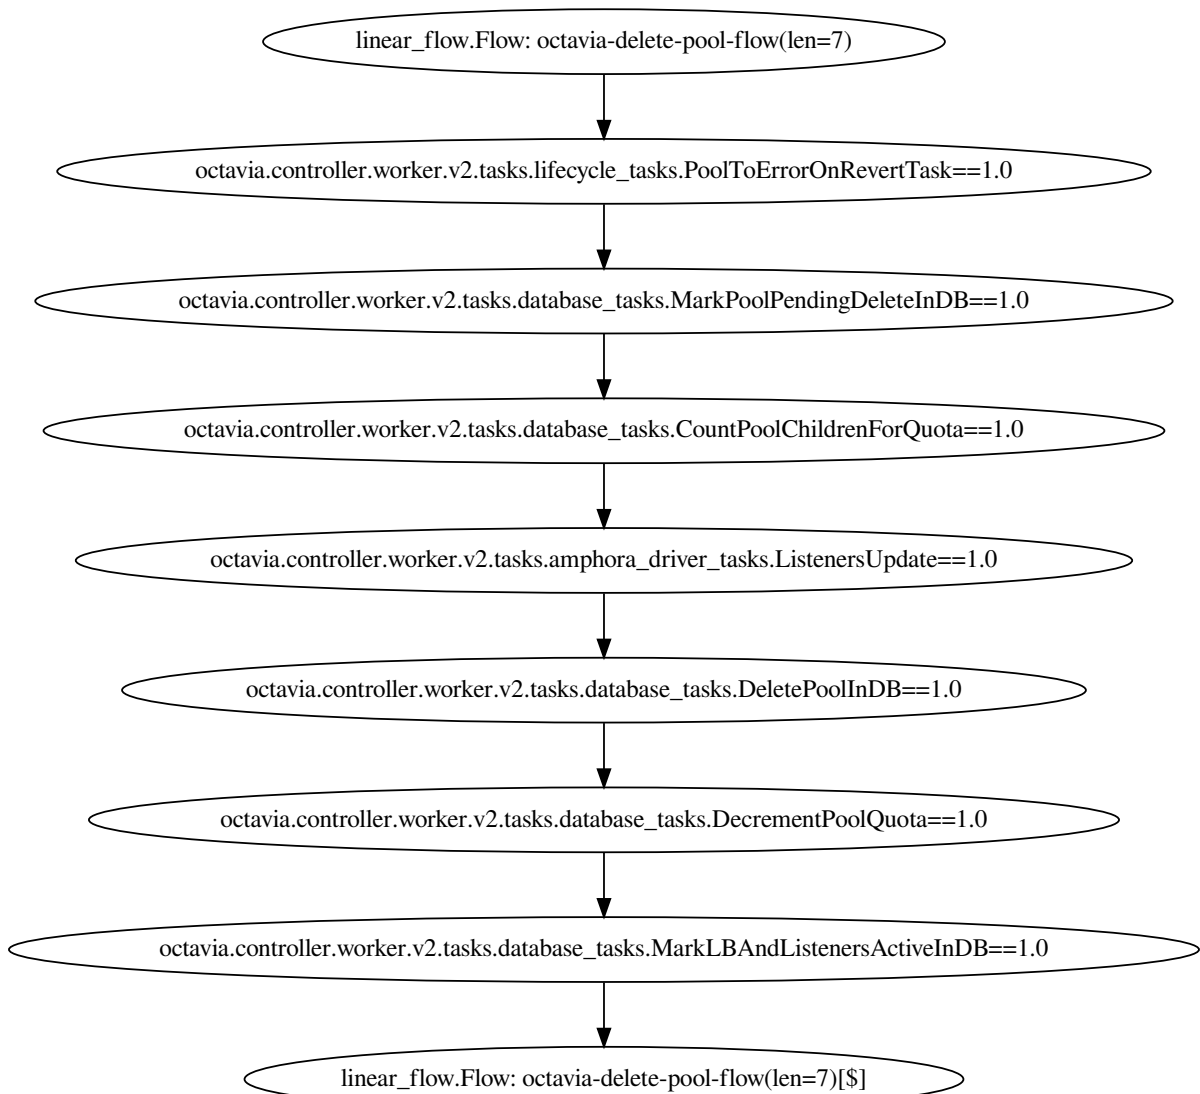 linear_flow.Flow: octavia-delete-pool-flow(len=7)
octavia.controller.worker.v2.tasks.lifecycle_tasks.PoolToErrorOnRevertTask==1.0
octavia.controller.worker.v2.tasks.database_tasks.MarkPoolPendingDeleteInDB==1.0
octavia.controller.worker.v2.tasks.database_tasks.CountPoolChildrenForQuota==1.0
octavia.controller.worker.v2.tasks.amphora_driver_tasks.ListenersUpdate==1.0
octavia.controller.worker.v2.tasks.database_tasks.DeletePoolInDB==1.0
octavia.controller.worker.v2.tasks.database_tasks.DecrementPoolQuota==1.0
octavia.controller.worker.v2.tasks.database_tasks.MarkLBAndListenersActiveInDB==1.0
linear_flow.Flow: octavia-delete-pool-flow(len=7)[$]